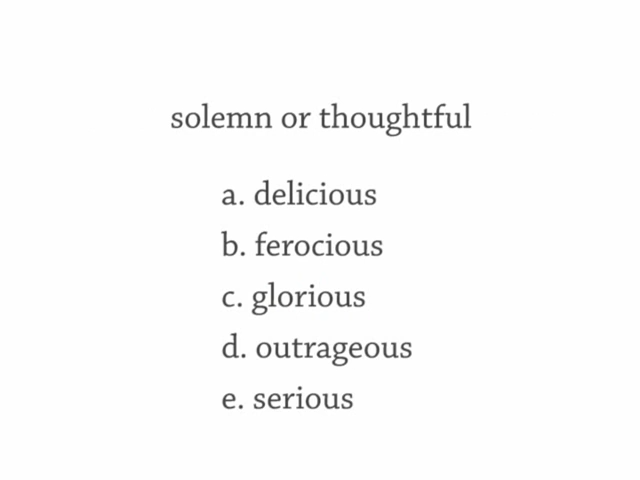 solemn or thoughtful
a. delicious
b. ferocious
c. glorious
d. outrageous
e. serious